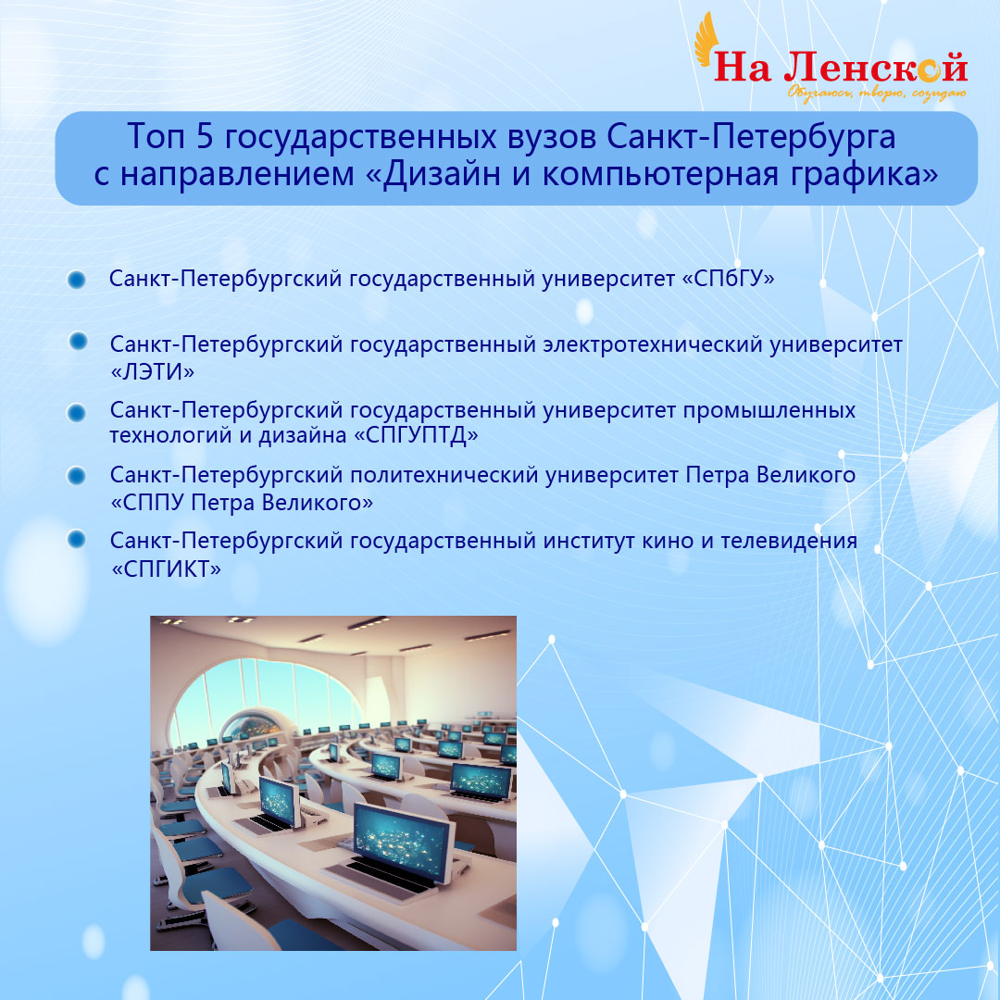 На Ленской
Обучаюсь, творю, созидаю
Топ 5 государственных вузов Санкт-Петербурга
с направлением «Дизайн и компьютерная графика»
Санкт-Петербургский государственный университет «СПбГУ»
Санкт-Петербургский государственный электротехнический университет
«ЛЭТИ»
Санкт-Петербургский государственный университет промышленных
технологий и дизайна «СПГУПТД»
Санкт-Петербургский политехнический университет Петра Великого
«СППУ Петра Великого»
Санкт-Петербургский государственный институт кино и телевидения
«СПГИКТ»